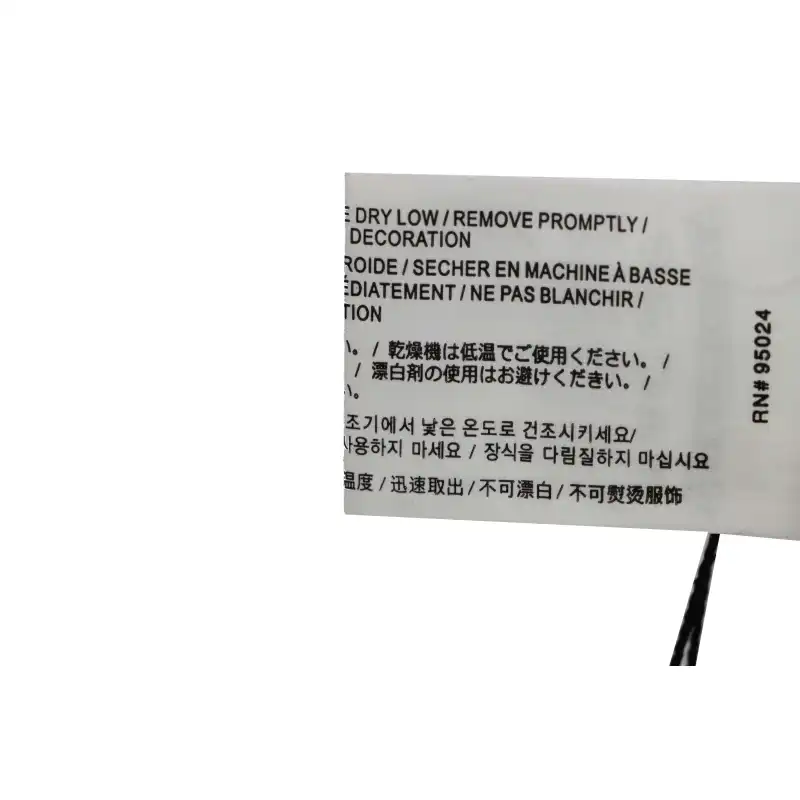 DRY LOW / REMOVE PROMPTLY /
DECORATION
ROIDE / SECHER EN MACHINE À BASSE
ÉDIATEMENT / NE PAS BLANCHIR /
TION
い。 / 乾燥機は低温でご使用ください。 /
/ 漂白剤の使用はお避けくだきい。 /
い。
조기에서 낮은 온도로 건조시키세요/
사용하지 마세요 / 장식을 다림질하지 마십시요
温度 / 迅速取出 / 不可漂白 / 不可熨烫服饰
RN# 95024